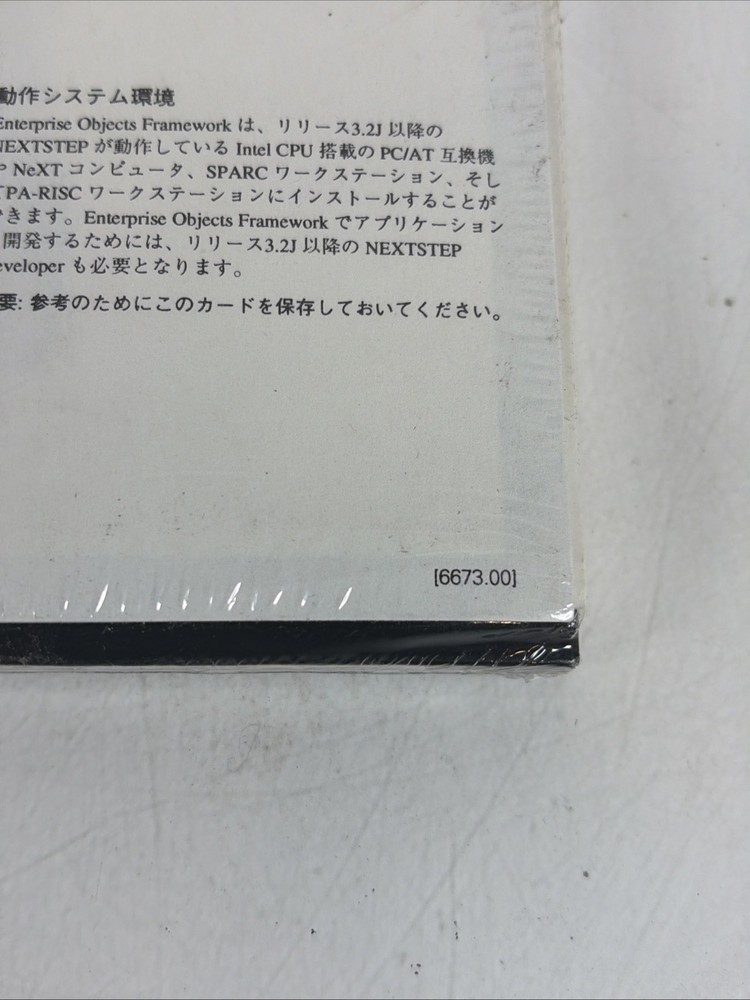 動作システム環境
Enterprise Objects Framework は、リリース3.2J 以降の
NEXTSTEP が動作している Intel CPU 搭載の PC/AT 互換機
や NeXT コンピュータ、SPARC ワークステーション、そし
てPA-RISC ワークステーションにインストールすることが
できます。Enterprise Objects Framework でアプリケーション
開発するためには、リリース3.2J 以降の NEXTSTEP
eveloper も必要となります。
要: 参考のためにこのカードを保存しておいてください。
[6673.00]